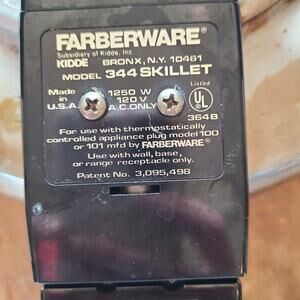 FARBERWARE®
Subsidiary of Kidde, Inc.
KIDDE BRONX, N.Y. 10461
MODEL 344 SKILLET
Made in U.S.A.
1250 W
120 V
A.C. ONLY
Listed
UL
364B
For use with thermostatically
controlled appliance plug model 100
or 101 mfd by FARBERWARE®
Use with wall, base,
or range receptacle only.
Patent No. 3,095,498